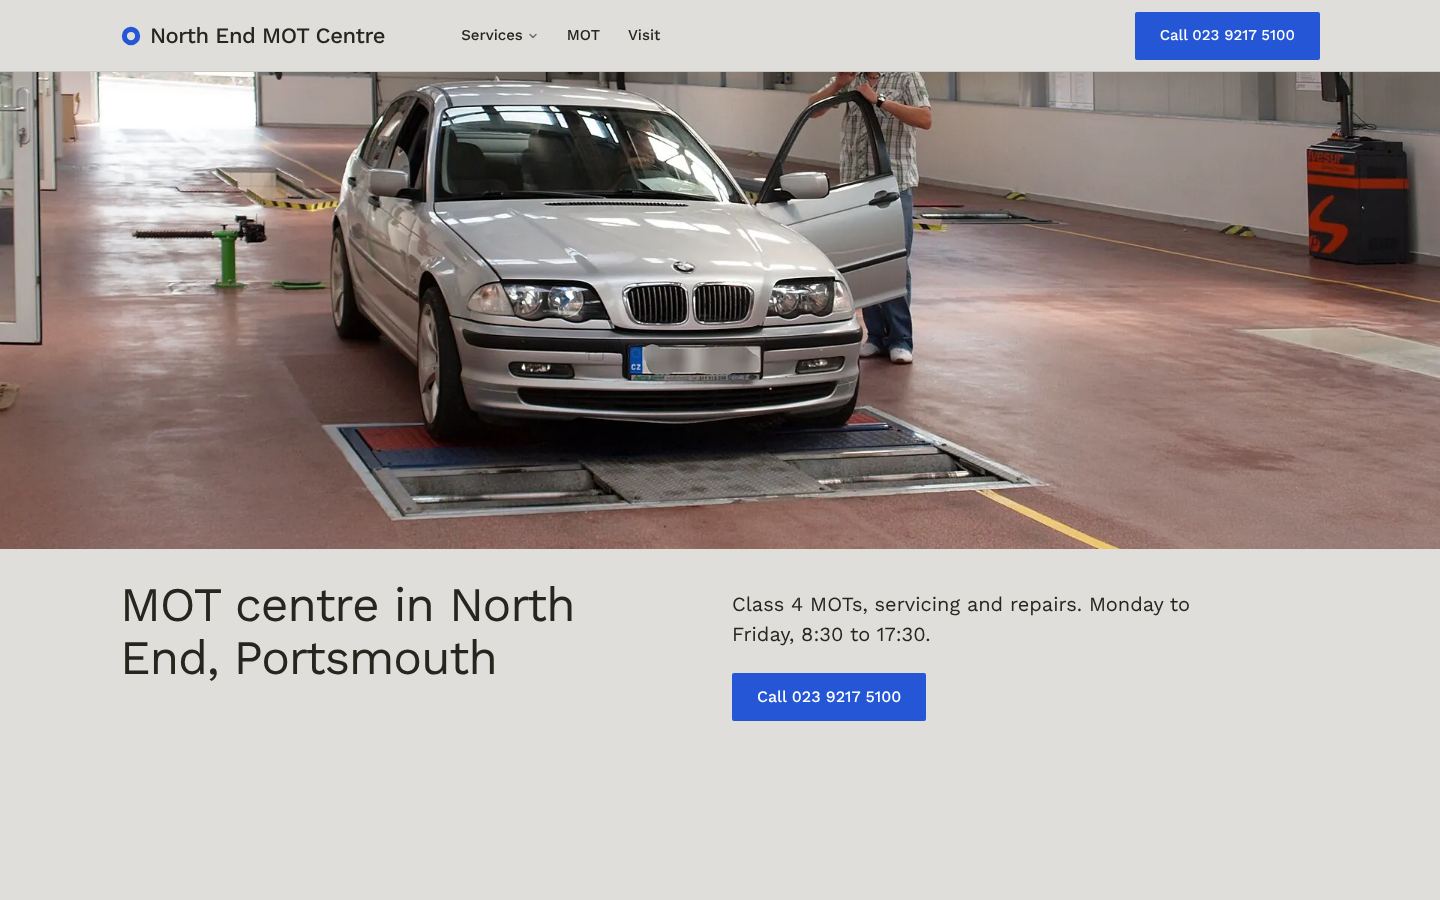 North End MOT Centre
Services
MOT
Visit
Call 023 9217 5100
CZ
MOT centre in North
End, Portsmouth
Class 4 MOTs, servicing and repairs. Monday to
Friday, 8:30 to 17:30.
Call 023 9217 5100